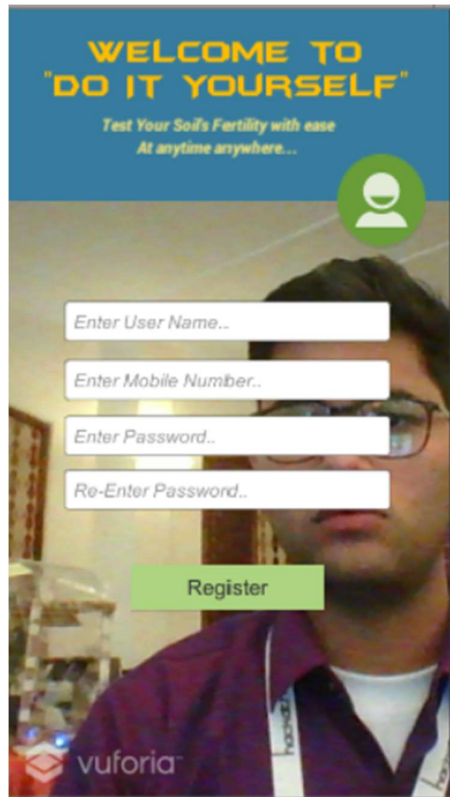 WELCOME TO
"DO IT YOURSELF"
Test Your Soil's Fertility with ease
At anytime anywhere...
Enter User Name..
Enter Mobile Number..
Enter Password..
Re-Enter Password..
Register
vuforia™